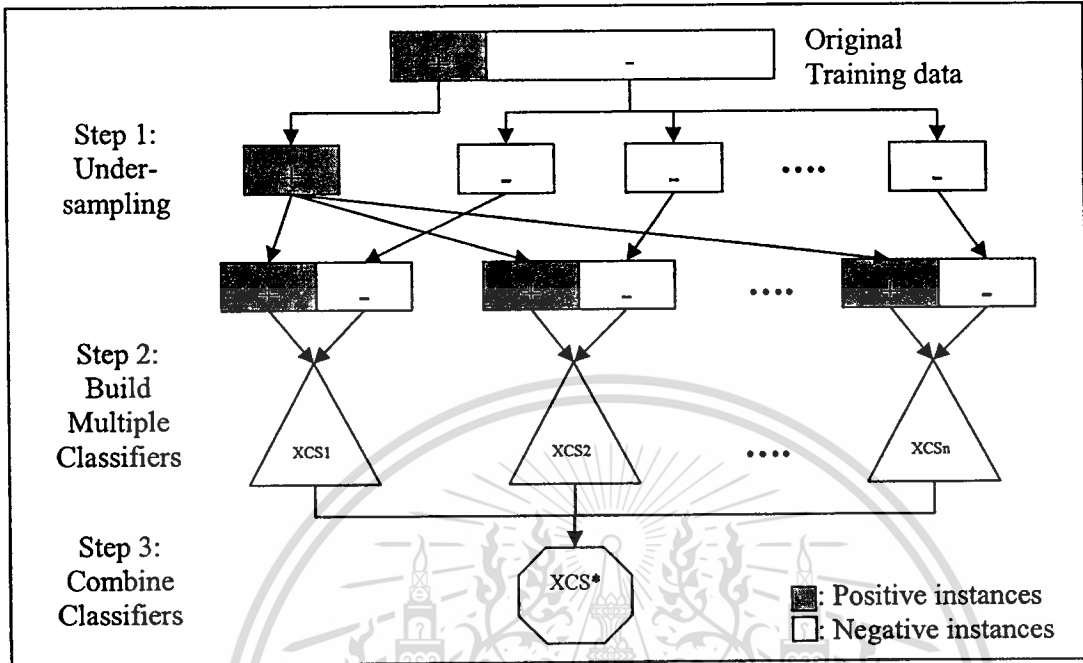 Original
Training data
+
-
Step 1:
Under-
sampling
+
-
-
....
-
+
-
+
-
....
+
-
Step 2:
Build
Multiple
Classifiers
XCS1
XCS2
....
XCSn
Step 3:
Combine
Classifiers
XCS*
: Positive instances
: Negative instances